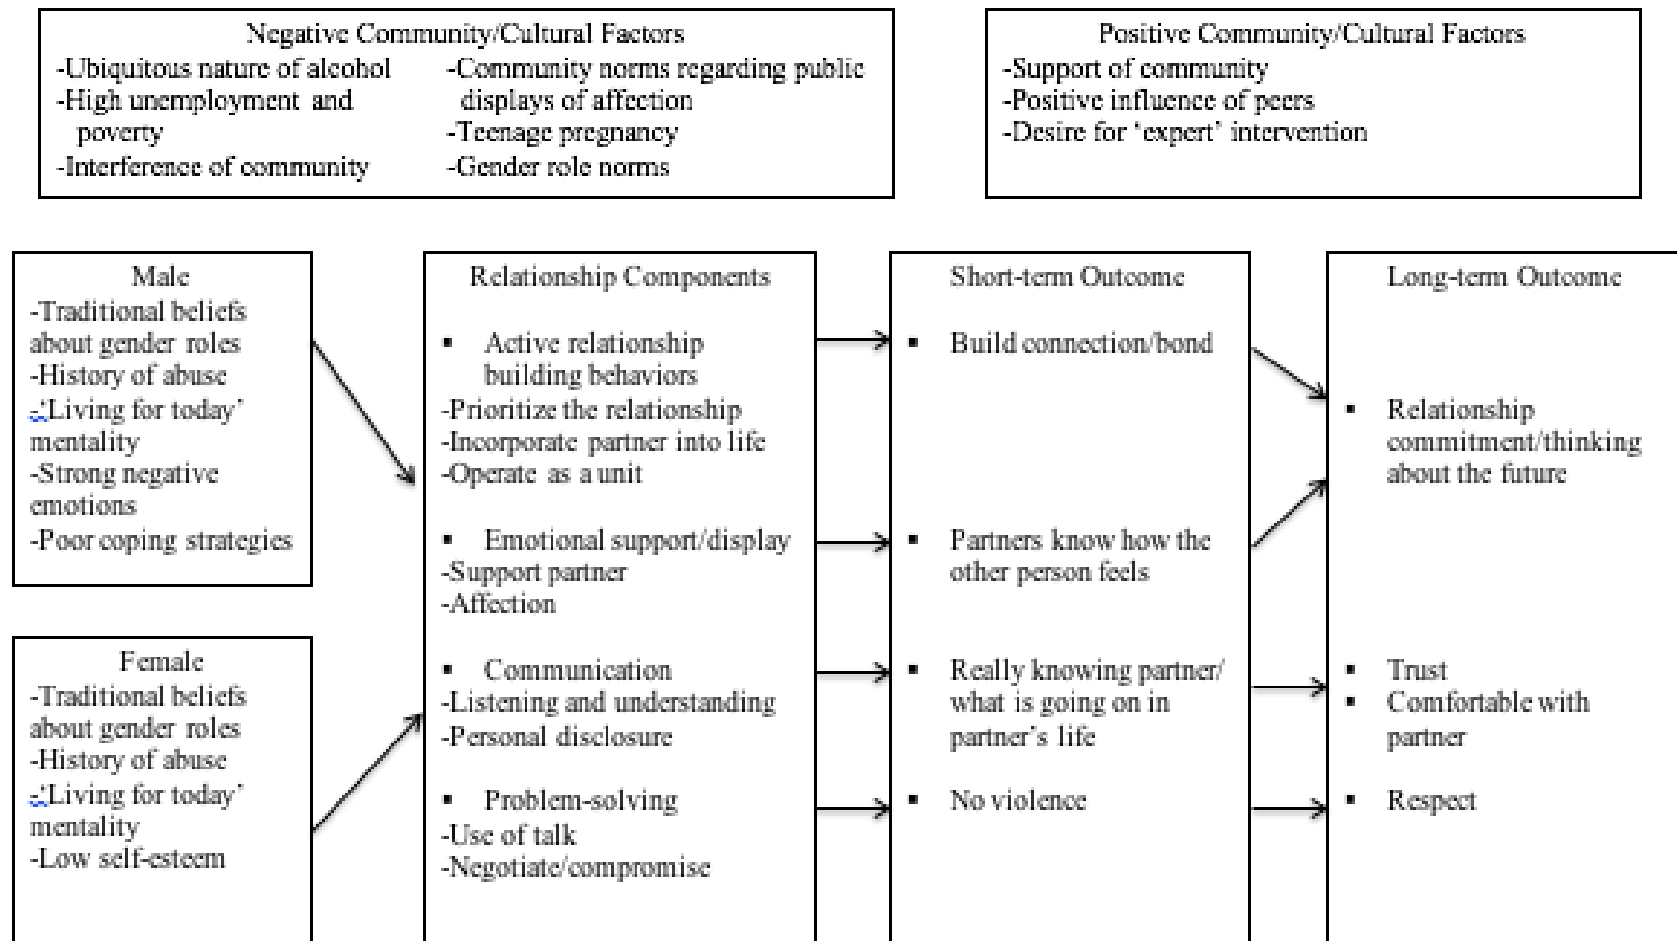 Negative Community/Cultural Factors
-Ubiquitous nature of alcohol
-High unemployment and
poverty
-Interference of community
-Community norms regarding public
displays of affection
-Teenage pregnancy
-Gender role norms
Positive Community/Cultural Factors
-Support of community
-Positive influence of peers
-Desire for ‘expert’ intervention
Male
-Traditional beliefs
about gender roles
-History of abuse
-‘Living for today’
mentality
-Strong negative
emotions
-Poor coping strategies
Female
-Traditional beliefs
about gender roles
-History of abuse
-‘Living for today’
mentality
-Low self-esteem
Relationship Components
▪ Active relationship
building behaviors
-Prioritize the relationship
-Incorporate partner into life
-Operate as a unit
▪ Emotional support/display
-Support partner
-Affection
▪ Communication
-Listening and understanding
-Personal disclosure
▪ Problem-solving
-Use of talk
-Negotiate/compromise
Short-term Outcome
▪ Build connection/bond
▪ Partners know how the
other person feels
▪ Really knowing partner/
what is going on in
partner’s life
▪ No violence
Long-term Outcome
▪ Relationship
commitment/thinking
about the future
▪ Trust
▪ Comfortable with
partner
▪ Respect